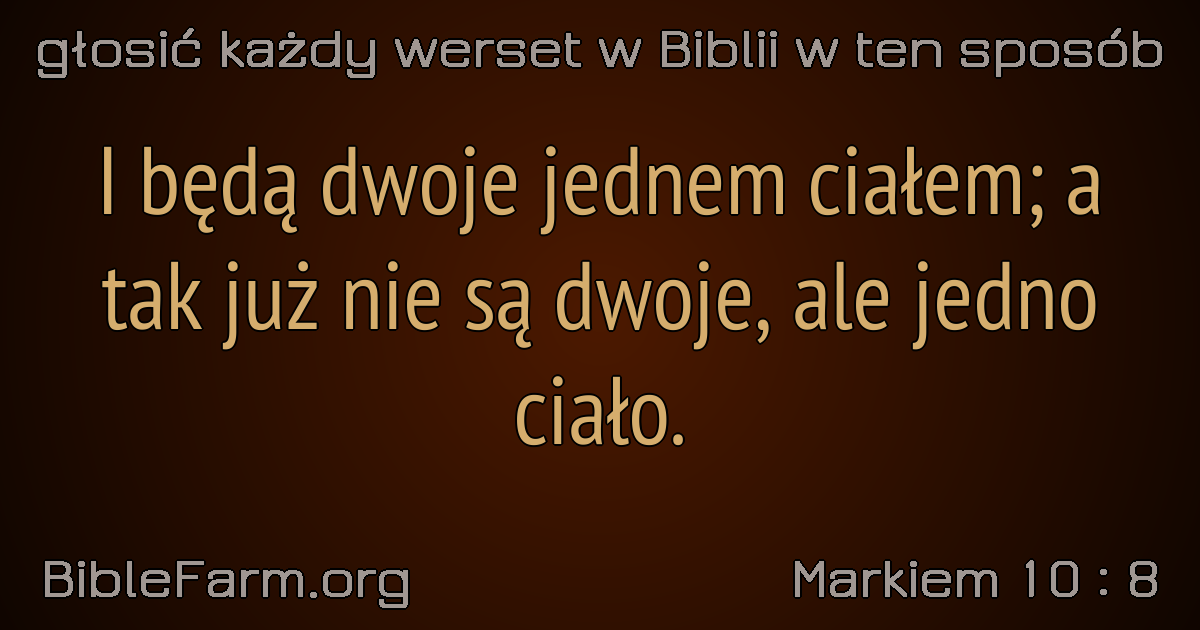 głosić każdy werset w Biblii w ten sposób
I będą dwoje jednem ciałem; a
tak już nie są dwoje, ale jedno
ciało.
BibleFarm.org
Markiem 10 : 8